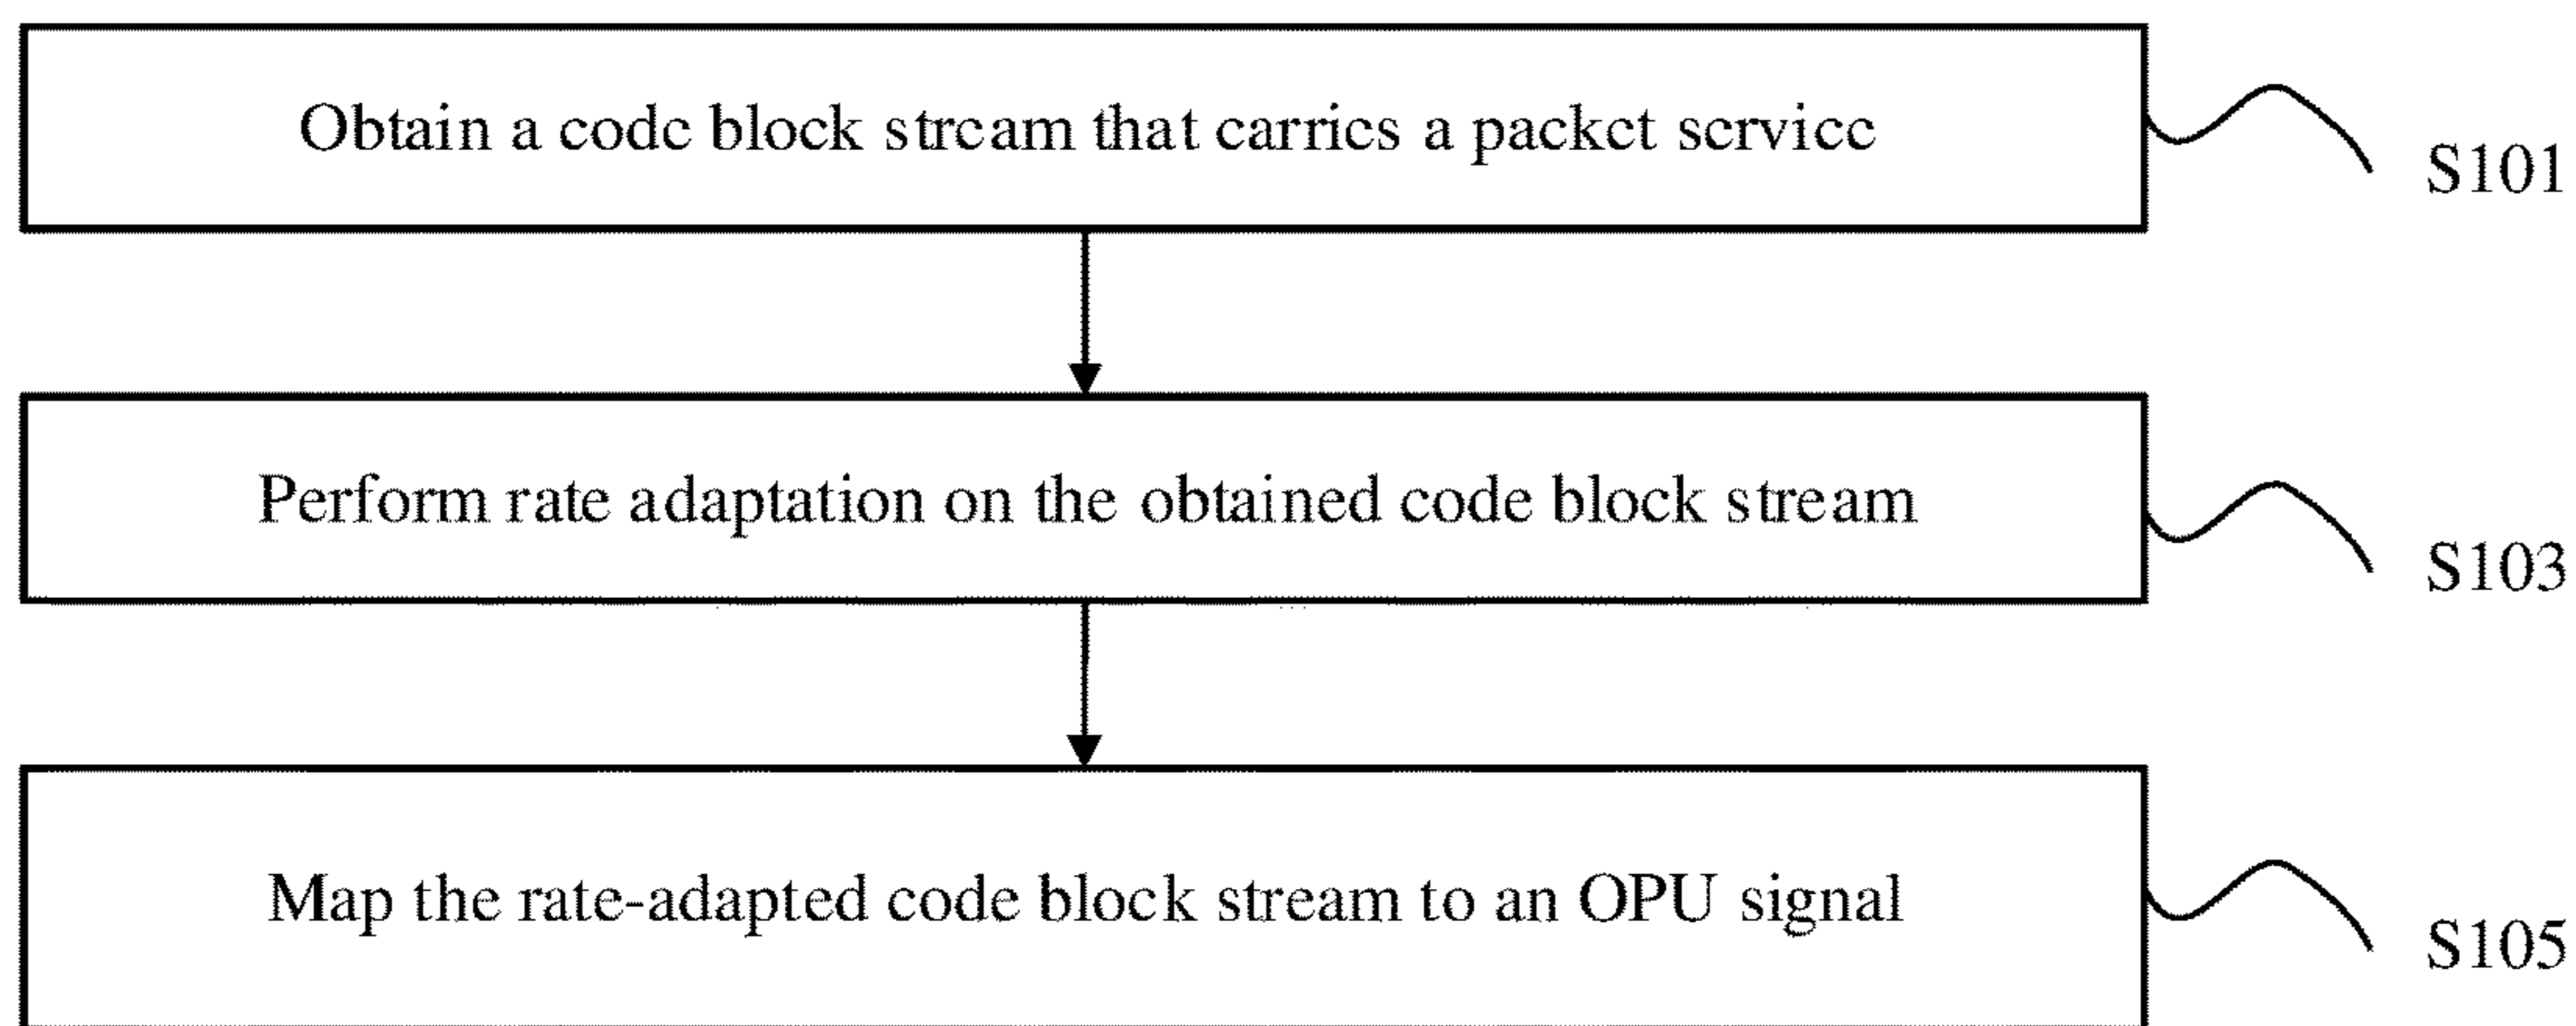 Obtain a code block stream that carries a packet service
S101
Perform rate adaptation on the obtained code block stream
S103
Map the rate-adapted code block stream to an OPU signal
S105